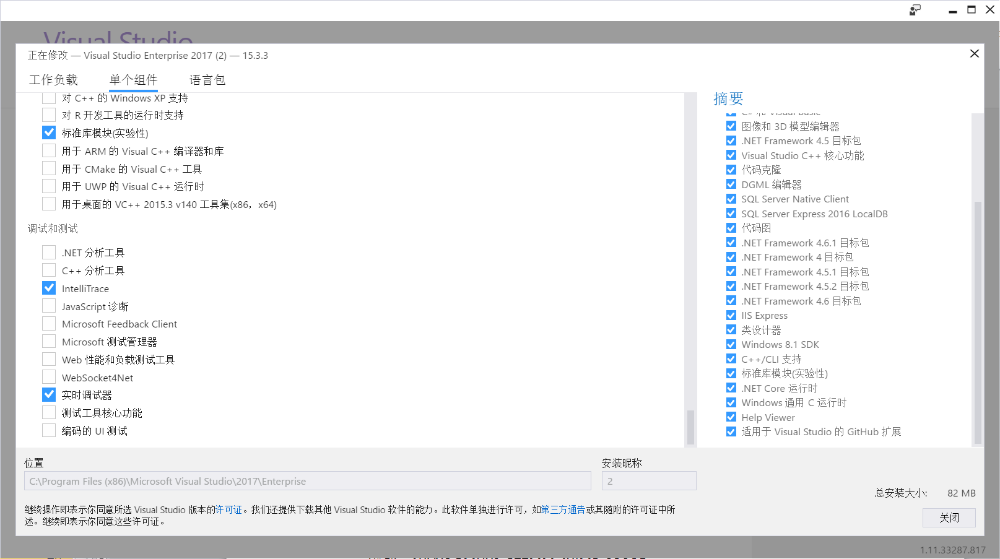 Visual Studio
正在修改 — Visual Studio Enterprise 2017 (2) — 15.3.3
工作负载 单个组件 语言包
对 C++ 的 Windows XP 支持
对 R 开发工具的运行时支持
标准库模块(实验性)
用于 ARM 的 Visual C++ 编译器和库
用于 CMake 的 Visual C++ 工具
用于 UWP 的 Visual C++ 运行时
用于桌面的 VC++ 2015.3 v140 工具集(x86，x64)
调试和测试
.NET 分析工具
C++ 分析工具
IntelliTrace
JavaScript 诊断
Microsoft Feedback Client
Microsoft 测试管理器
Web 性能和负载测试工具
WebSocket4Net
实时调试器
测试工具核心功能
编码的 UI 测试
摘要
C# 和 Visual Basic
图像和 3D 模型编辑器
.NET Framework 4.5 目标包
Visual Studio C++ 核心功能
代码克隆
DGML 编辑器
SQL Server Native Client
SQL Server Express 2016 LocalDB
代码图
.NET Framework 4.6.1 目标包
.NET Framework 4 目标包
.NET Framework 4.5.1 目标包
.NET Framework 4.5.2 目标包
.NET Framework 4.6 目标包
IIS Express
类设计器
Windows 8.1 SDK
C++/CLI 支持
标准库模块(实验性)
.NET Core 运行时
Windows 通用 C 运行时
Help Viewer
适用于 Visual Studio 的 GitHub 扩展
位置
C:\Program Files (x86)\Microsoft Visual Studio\2017\Enterprise
安装昵称
2
继续操作即表示你同意所选 Visual Studio 版本的许可证。我们还提供下载其他 Visual Studio 软件的能力。此软件单独进行许可，如第三方通告或其随附的许可证中所
述。继续即表示你同意这些许可证。
总安装大小: 82 MB
关闭
1.11.33287.817